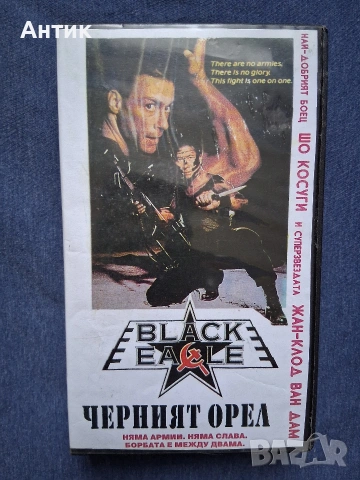 Антик
There are no armies.
There is no glory.
This fight is one on one.
НАЙ-ДОБРИЯТ БОЕЦ ШО КОСУГИ И СУПЕРЗВЕЗДАТА ЖАН-КЛОД ВАН ДАМ
BLACK
EAGLE
ЧЕРНИЯТ ОРЕЛ
НЯМА АРМИИ. НЯМА СЛАВА.
БОРБАТА Е МЕЖДУ ДВАМА.
BAZAR
bg